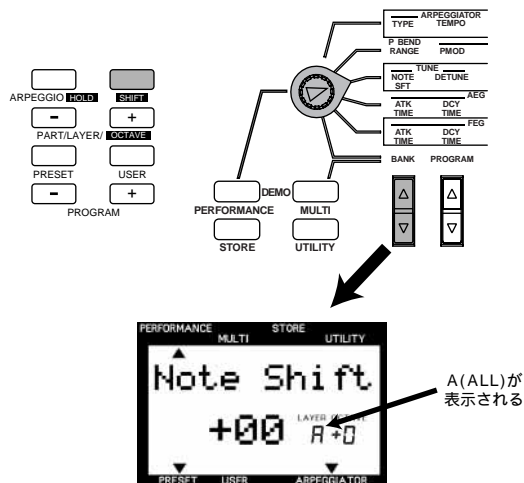 ARPEGGIATOR
TYPE TEMPO
P BEND
RANGE PMOD
TUNE
NOTE DETUNE
SFT
AEG
ATK DCY
TIME TIME
FEG
ATK DCY
TIME TIME
BANK PROGRAM
ARPEGGIO HOLD SHIFT
- +
PART/LAYER/ OCTAVE
PRESET USER
- +
PROGRAM
DEMO
PERFORMANCE MULTI
STORE UTILITY
PERFORMANCE STORE
MULTI UTILITY
Note Shift
LAYER OCTAVE
+00 A+0
PRESET USER ARPEGGIATOR
A(ALL)が
表示される